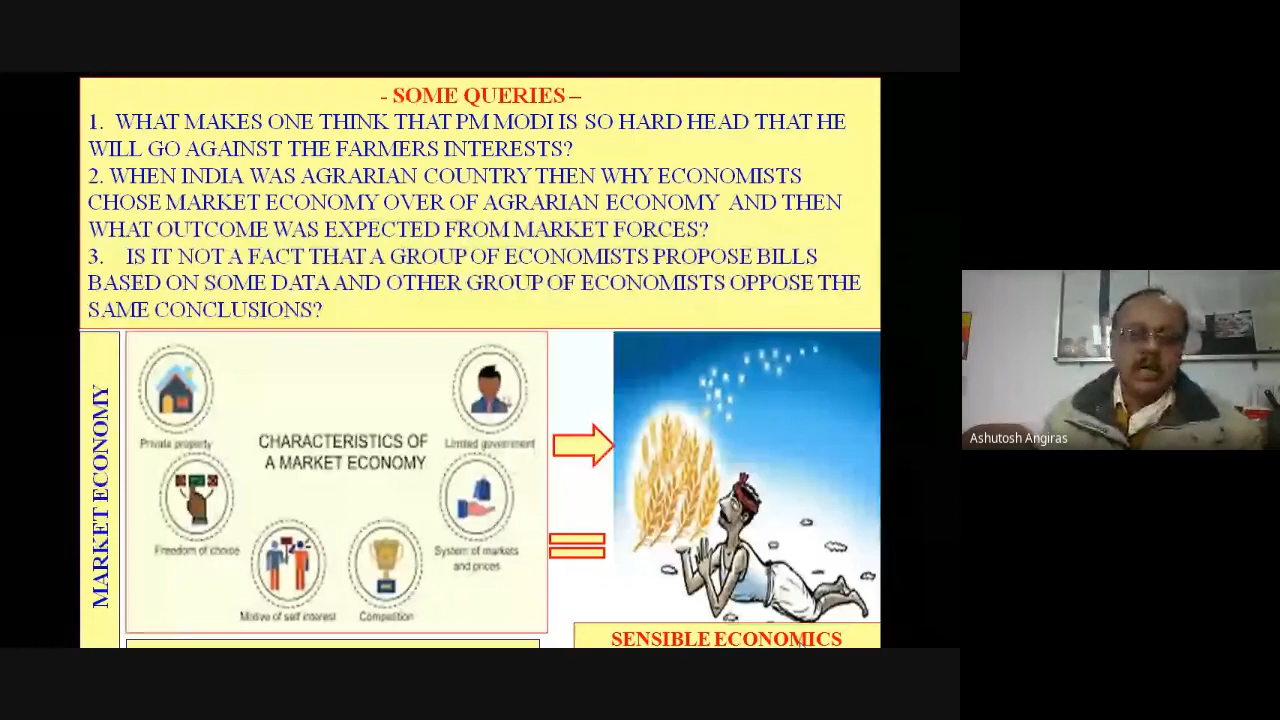 - SOME QUERIES –
1. WHAT MAKES ONE THINK THAT PM MODI IS SO HARD HEAD THAT HE
WILL GO AGAINST THE FARMERS INTERESTS?
2. WHEN INDIA WAS AGRARIAN COUNTRY THEN WHY ECONOMISTS
CHOSE MARKET ECONOMY OVER OF AGRARIAN ECONOMY AND THEN
WHAT OUTCOME WAS EXPECTED FROM MARKET FORCES?
3. IS IT NOT A FACT THAT A GROUP OF ECONOMISTS PROPOSE BILLS
BASED ON SOME DATA AND OTHER GROUP OF ECONOMISTS OPPOSE THE
SAME CONCLUSIONS?
MARKET ECONOMY
CHARACTERISTICS OF
A MARKET ECONOMY
Private property
Limited government
Freedom of choice
System of markets
and prices
Motive of self interest
Competition
SENSIBLE ECONOMICS
Ashutosh Angiras